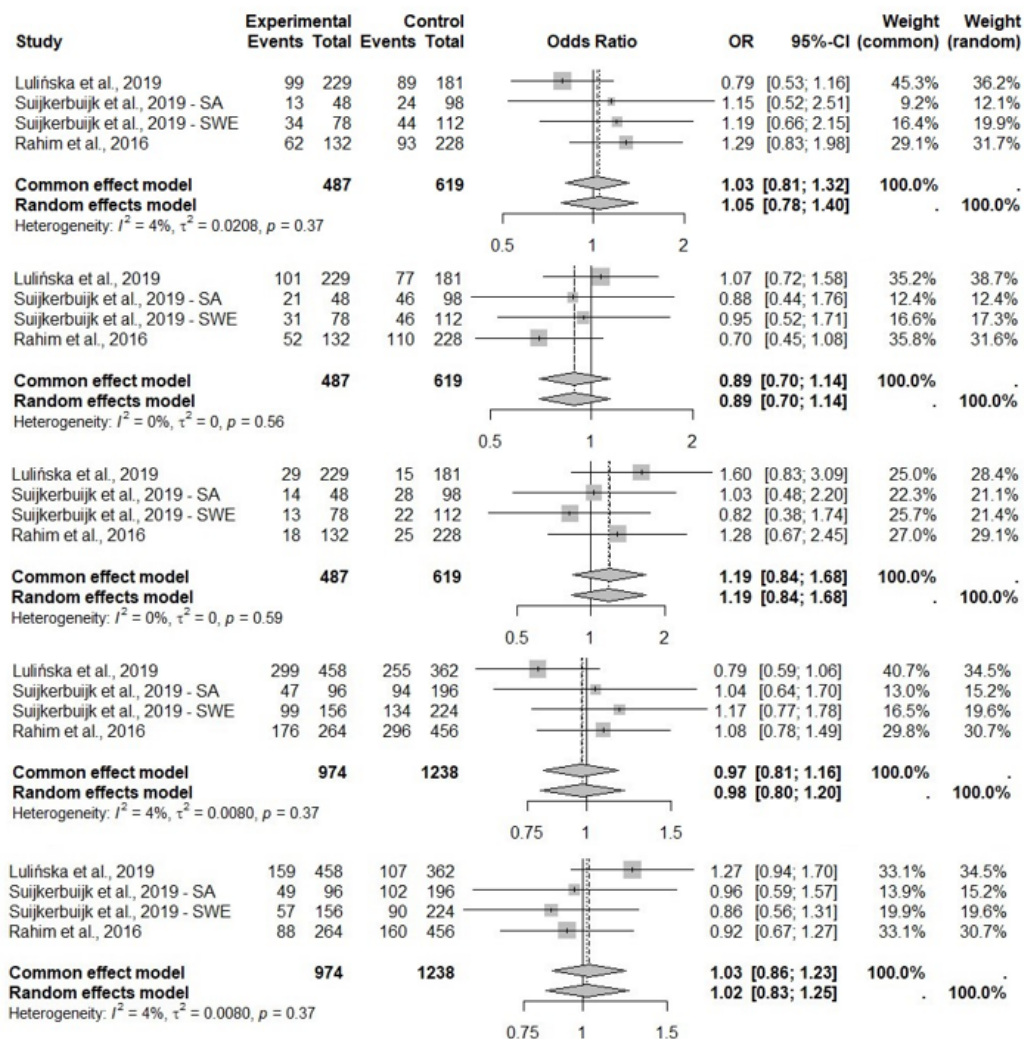 Experimental Control Weight Weight
Study Events Total Events Total Odds Ratio OR 95%-CI (common) (random)
Lulińska et al., 2019 99 229 89 181 0.79 [0.53; 1.16] 45.3% 36.2%
Suijkerbuijk et al., 2019 - SA 13 48 24 98 1.15 [0.52; 2.51] 9.2% 12.1%
Suijkerbuijk et al., 2019 - SWE 34 78 44 112 1.19 [0.66; 2.15] 16.4% 19.9%
Rahim et al., 2016 62 132 93 228 1.29 [0.83; 1.98] 29.1% 31.7%
Common effect model 487 619 1.03 [0.81; 1.32] 100.0% .
Random effects model 1.05 [0.78; 1.40] . 100.0%
Heterogeneity: I² = 4%, τ² = 0.0208, p = 0.37
0.5 1 2
Lulińska et al., 2019 101 229 77 181 1.07 [0.72; 1.58] 35.2% 38.7%
Suijkerbuijk et al., 2019 - SA 21 48 46 98 0.88 [0.44; 1.76] 12.4% 12.4%
Suijkerbuijk et al., 2019 - SWE 31 78 46 112 0.95 [0.52; 1.71] 16.6% 17.3%
Rahim et al., 2016 52 132 110 228 0.70 [0.45; 1.08] 35.8% 31.6%
Common effect model 487 619 0.89 [0.70; 1.14] 100.0% .
Random effects model 0.89 [0.70; 1.14] . 100.0%
Heterogeneity: I² = 0%, τ² = 0, p = 0.56
0.5 1 2
Lulińska et al., 2019 29 229 15 181 1.60 [0.83; 3.09] 25.0% 28.4%
Suijkerbuijk et al., 2019 - SA 14 48 28 98 1.03 [0.48; 2.20] 22.3% 21.1%
Suijkerbuijk et al., 2019 - SWE 13 78 22 112 0.82 [0.38; 1.74] 25.7% 21.4%
Rahim et al., 2016 18 132 25 228 1.28 [0.67; 2.45] 27.0% 29.1%
Common effect model 487 619 1.19 [0.84; 1.68] 100.0% .
Random effects model 1.19 [0.84; 1.68] . 100.0%
Heterogeneity: I² = 0%, τ² = 0, p = 0.59
0.5 1 2
Lulińska et al., 2019 299 458 255 362 0.79 [0.59; 1.06] 40.7% 34.5%
Suijkerbuijk et al., 2019 - SA 47 96 94 196 1.04 [0.64; 1.70] 13.0% 15.2%
Suijkerbuijk et al., 2019 - SWE 99 156 134 224 1.17 [0.77; 1.78] 16.5% 19.6%
Rahim et al., 2016 176 264 296 456 1.08 [0.78; 1.49] 29.8% 30.7%
Common effect model 974 1238 0.97 [0.81; 1.16] 100.0% .
Random effects model 0.98 [0.80; 1.20] . 100.0%
Heterogeneity: I² = 4%, τ² = 0.0080, p = 0.37
0.75 1 1.5
Lulińska et al., 2019 159 458 107 362 1.27 [0.94; 1.70] 33.1% 34.5%
Suijkerbuijk et al., 2019 - SA 49 96 102 196 0.96 [0.59; 1.57] 13.9% 15.2%
Suijkerbuijk et al., 2019 - SWE 57 156 90 224 0.86 [0.56; 1.31] 19.9% 19.6%
Rahim et al., 2016 88 264 160 456 0.92 [0.67; 1.27] 33.1% 30.7%
Common effect model 974 1238 1.03 [0.86; 1.23] 100.0% .
Random effects model 1.02 [0.83; 1.25] . 100.0%
Heterogeneity: I² = 4%, τ² = 0.0080, p = 0.37
0.75 1 1.5